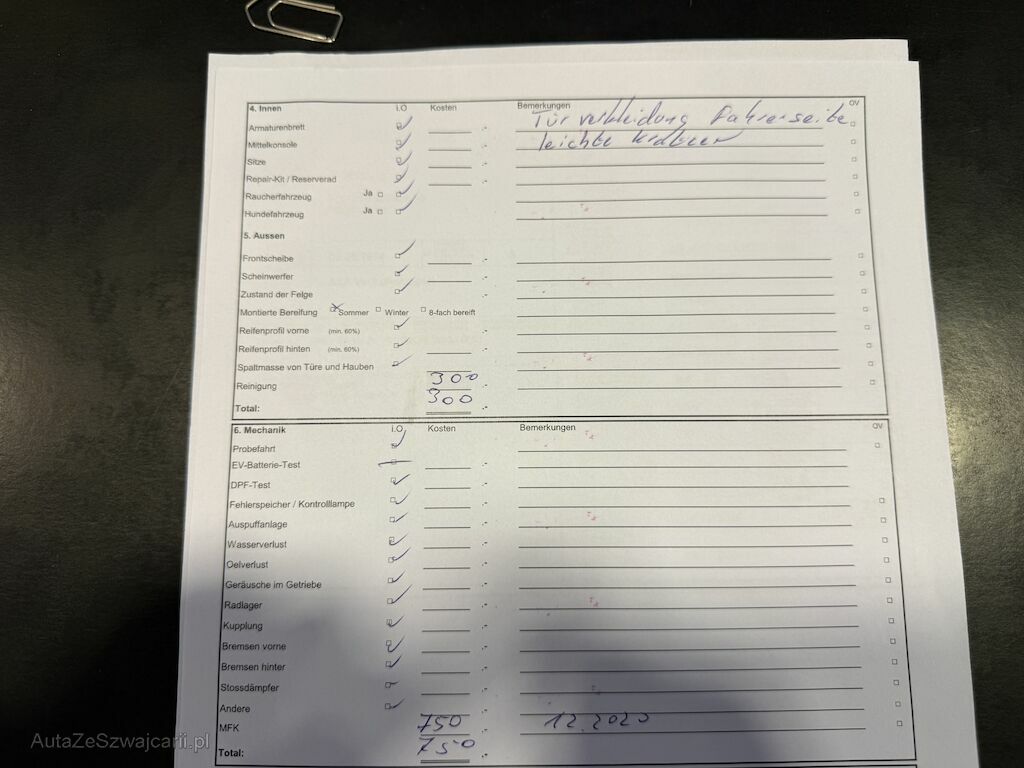 4. Innen i.O Kosten Bemerkungen OV
Türverkleidung Fahrerseite
Armaturenbrett
leichte Kratzer
Mittelkonsole
Sitze
Repair-Kit / Reserverad
Raucherfahrzeug Ja
Hundefahrzeug Ja
5. Aussen
Frontscheibe
Scheinwerfer
Zustand der Felge
Montierte Bereifung Sommer Winter 8-fach bereift
Reifenprofil vorne (min. 60%)
Reifenprofil hinten (min. 60%)
Spaltmasse von Türe und Hauben
Reinigung 300
Total: 300
6. Mechanik i.O. Kosten Bemerkungen OV
Probefahrt
EV-Batterie-Test
DPF-Test
Fehlerspeicher / Kontrolllampe
Auspuffanlage
Wasserverlust
Oelverlust
Geräusche im Getriebe
Radlager
Kupplung
Bremsen vorne
Bremsen hinter
Stossdämpfer
Andere
MFK 750 12.2020
Total: 750
AutaZeSzwajcarii.pl